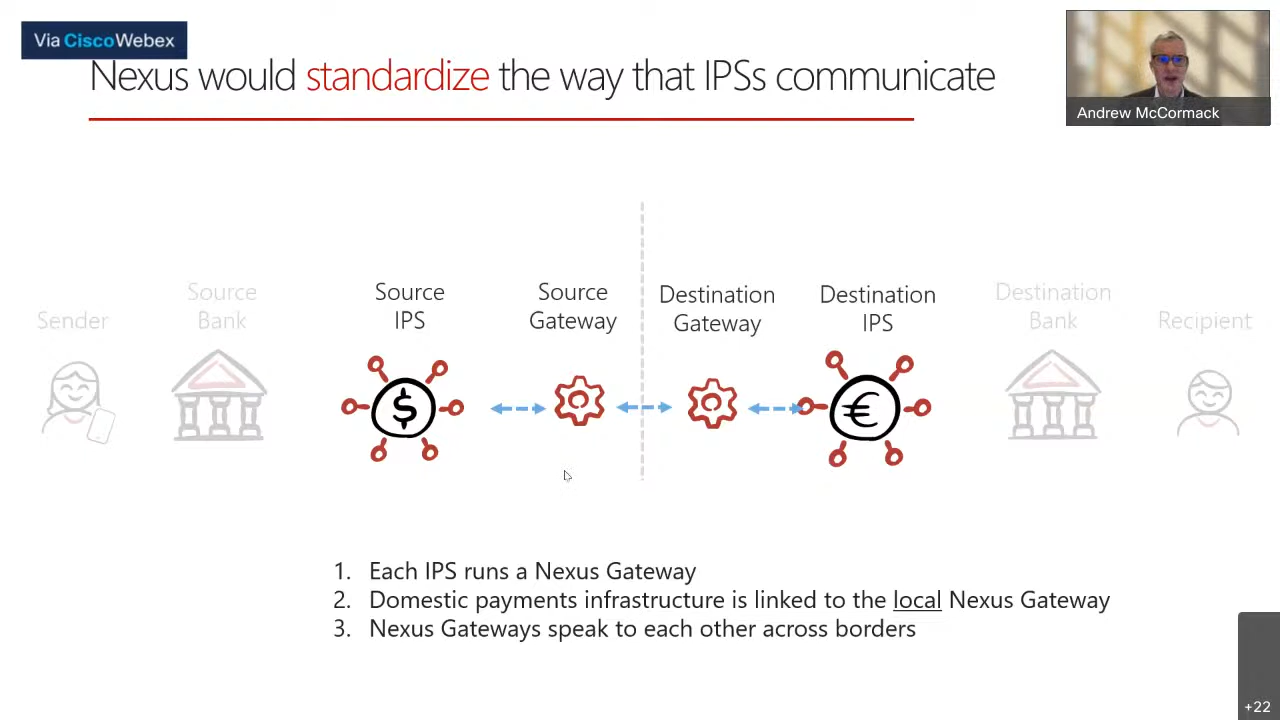 Via CiscoWebex
Nexus would standardize the way that IPSs communicate
Andrew McCormack
Sender
Source
Bank
Source
IPS
Source
Gateway
Destination
Gateway
Destination
IPS
Destination
Bank
Recipient
$
€
1. Each IPS runs a Nexus Gateway
2. Domestic payments infrastructure is linked to the local Nexus Gateway
3. Nexus Gateways speak to each other across borders
+22